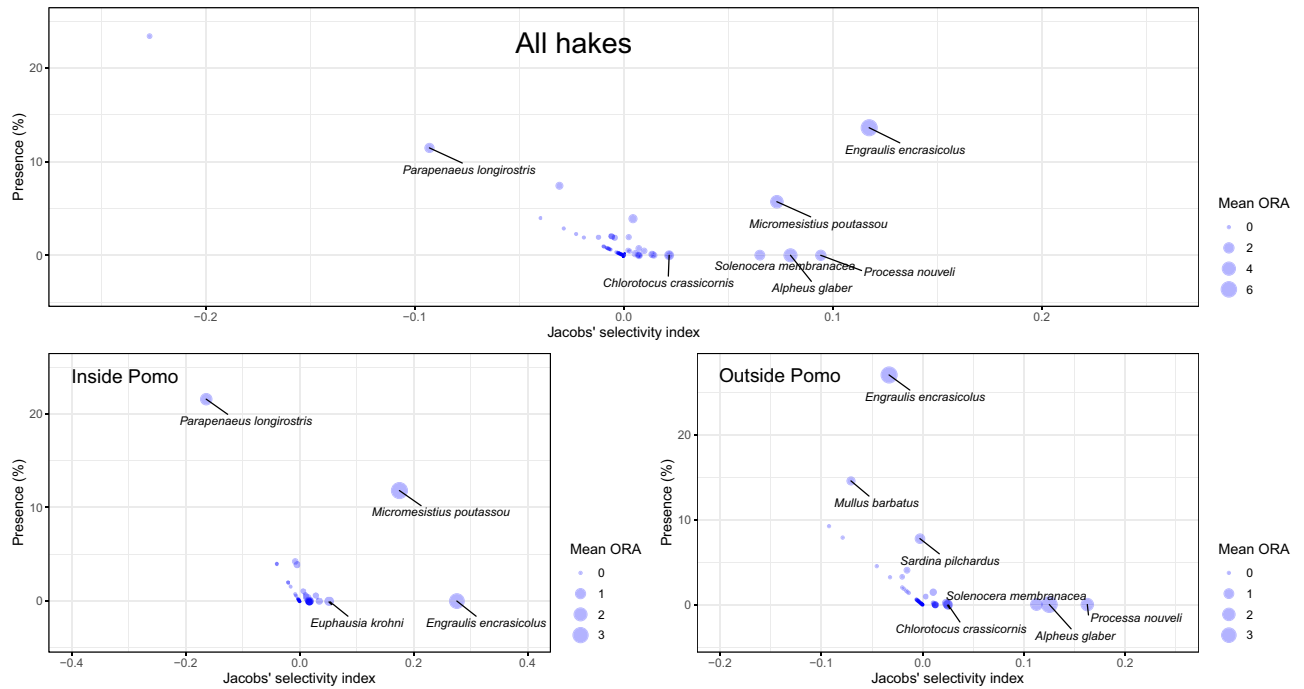 All hakes
Presence (%)
20
10
0
Parapenaeus longirostris
Engraulis encrasicolus
Micromesistius poutassou
Solenocera membranacea
Processa nouveli
Chlorotocus crassicornis
Alpheus glaber
−0.2
−0.1
0.0
0.1
0.2
Jacobs' selectivity index
Mean ORA
0
2
4
6
Inside Pomo
Presence (%)
20
10
0
Parapenaeus longirostris
Micromesistius poutassou
Euphausia krohni
Engraulis encrasicolus
−0.4
−0.2
0.0
0.2
0.4
Jacobs' selectivity index
Mean ORA
0
1
2
3
Outside Pomo
Presence (%)
20
10
0
Engraulis encrasicolus
Mullus barbatus
Sardina pilchardus
Solenocera membranacea
Processa nouveli
Chlorotocus crassicornis
Alpheus glaber
−0.2
−0.1
0.0
0.1
0.2
Jacobs' selectivity index
Mean ORA
0
1
2
3